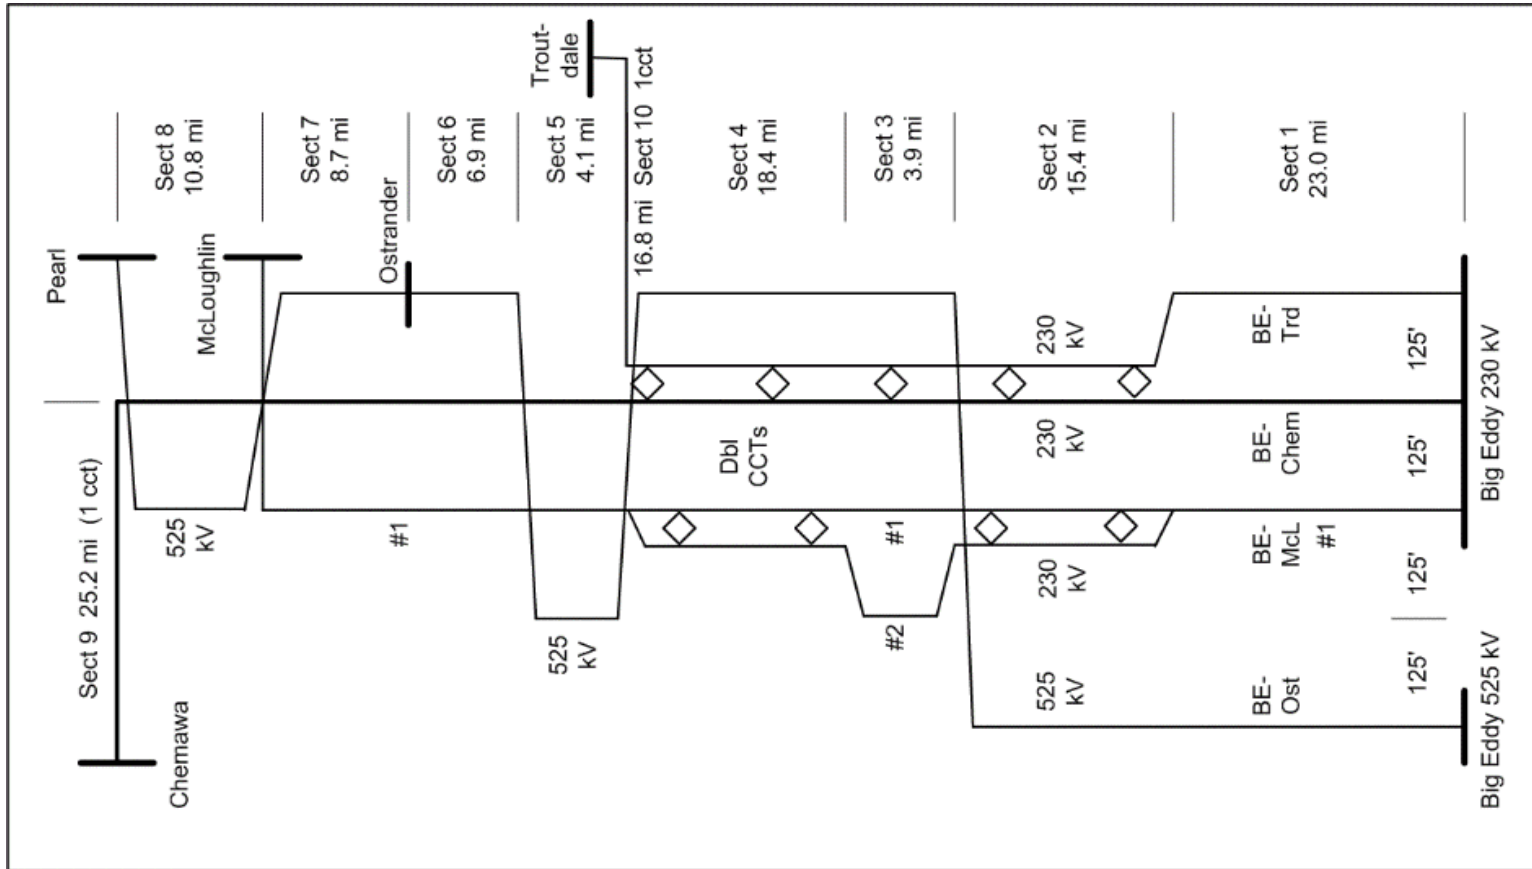 Pearl
Sect 8
10.8 mi
Sect 7
8.7 mi
Sect 6
6.9 mi
Sect 5
4.1 mi
Trout-
dale
16.8 mi  Sect 10  1cct
Sect 4
18.4 mi
Sect 3
3.9 mi
Sect 2
15.4 mi
Sect 1
23.0 mi
McLoughlin
Ostrander
230
kV
BE-
Trd
125'
Sect 9  25.2 mi  (1 cct)
Dbl
CCTs
230
kV
BE-
Chem
125'
Big Eddy 230 kV
525
kV
#1
#1
230
kV
BE-
McL
#1
125'
525
kV
#2
525
kV
BE-
Ost
125'
Big Eddy 525 kV
Chemawa